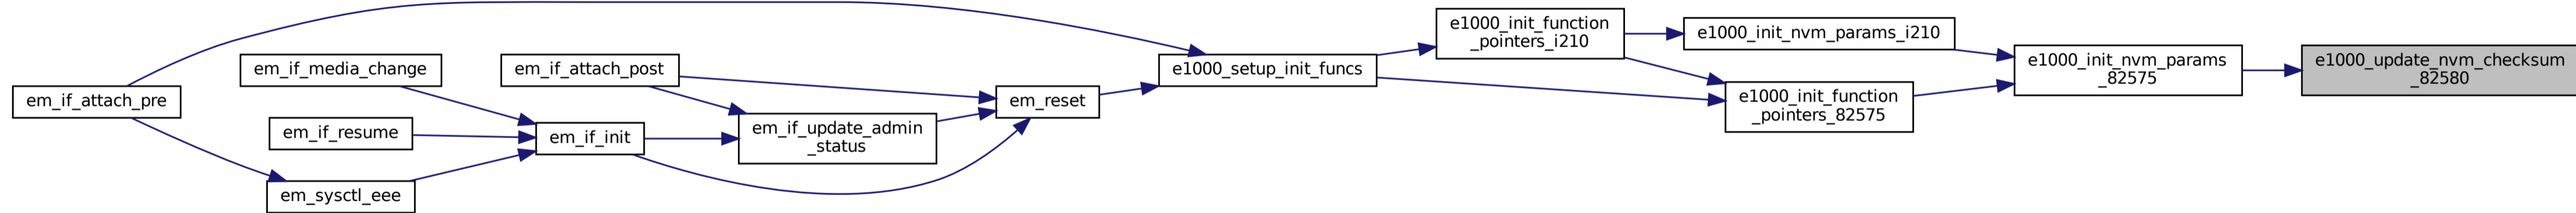 em_if_attach_pre
em_if_media_change
em_if_resume
em_sysctl_eee
em_if_attach_post
em_if_init
em_if_update_admin
_status
em_reset
e1000_setup_init_funcs
e1000_init_function
_pointers_i210
e1000_init_nvm_params_i210
e1000_init_function
_pointers_82575
e1000_init_nvm_params
_82575
e1000_update_nvm_checksum
_82580